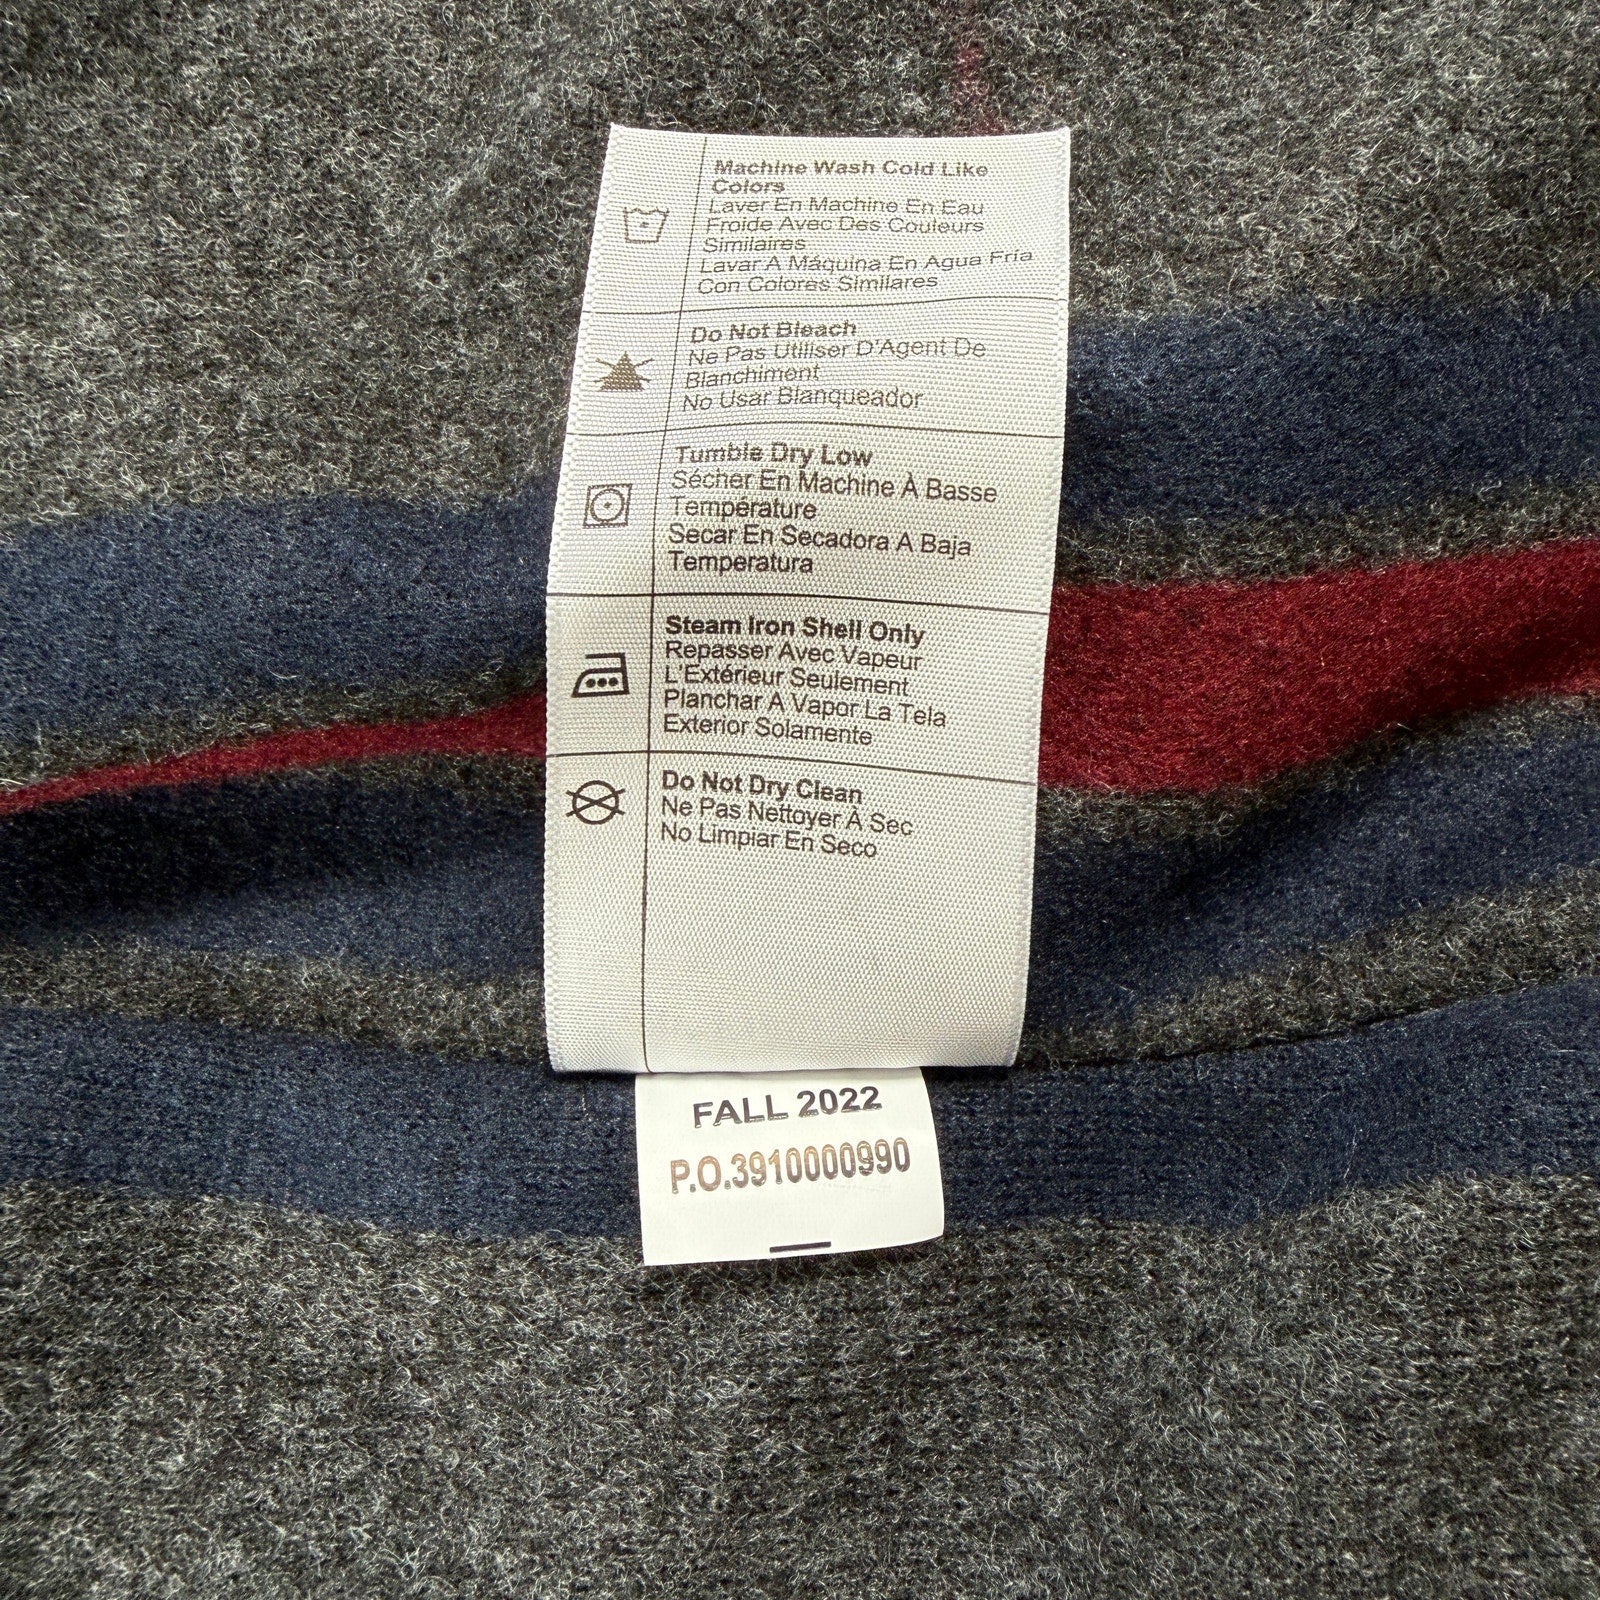 Machine Wash Cold Like
Colors
Laver En Machine En Eau
Froide Avec Des Couleurs
Similaires
Lavar A Máquina En Agua Fría
Con Colores Similares
Do Not Bleach
Ne Pas Utiliser D'Agent De
Blanchiment
No Usar Blanqueador
Tumble Dry Low
Sécher En Machine À Basse
Température
Secar En Secadora A Baja
Temperatura
Steam Iron Shell Only
Repasser Avec Vapeur
L'Extérieur Seulement
Planchar A Vapor La Tela
Exterior Solamente
Do Not Dry Clean
Ne Pas Nettoyer À Sec
No Limpiar En Seco
FALL 2022
P.O.3910000990